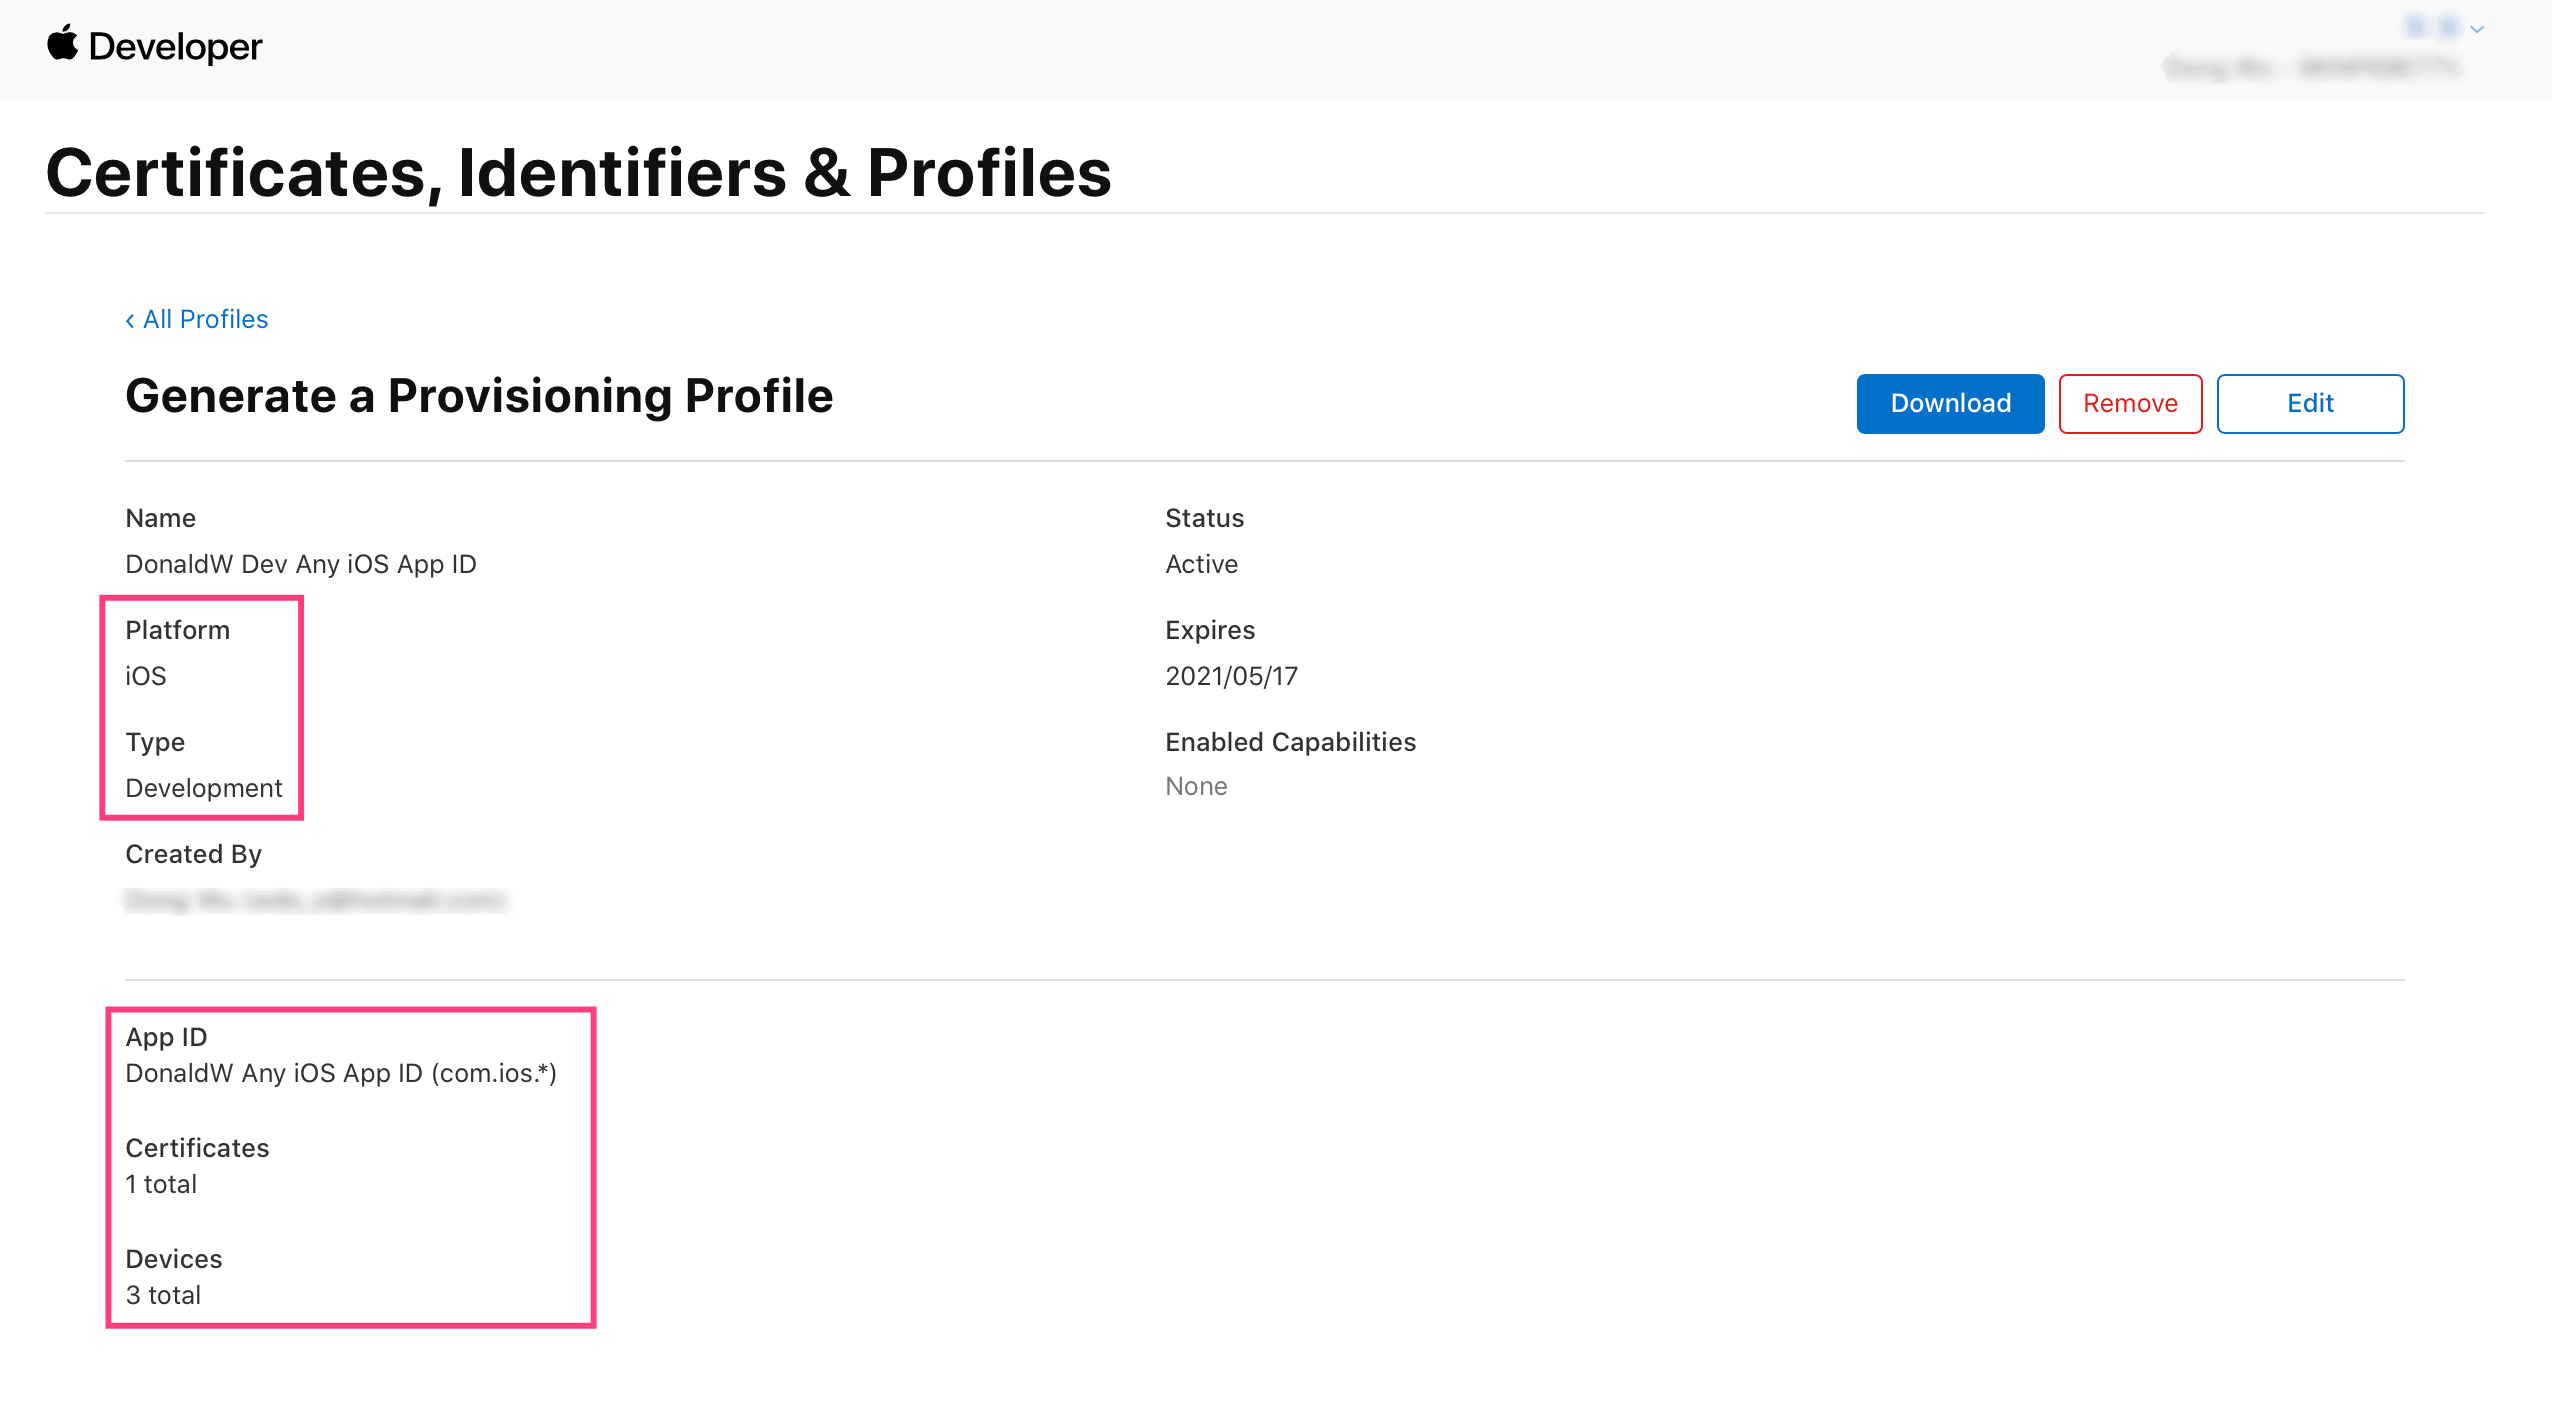 Developer
Certificates, Identifiers & Profiles
‹ All Profiles
Generate a Provisioning Profile
Download
Remove
Edit
Name
DonaldW Dev Any iOS App ID
Status
Active
Platform
iOS
Expires
2021/05/17
Type
Development
Enabled Capabilities
None
Created By
App ID
DonaldW Any iOS App ID (com.ios.*)
Certificates
1 total
Devices
3 total